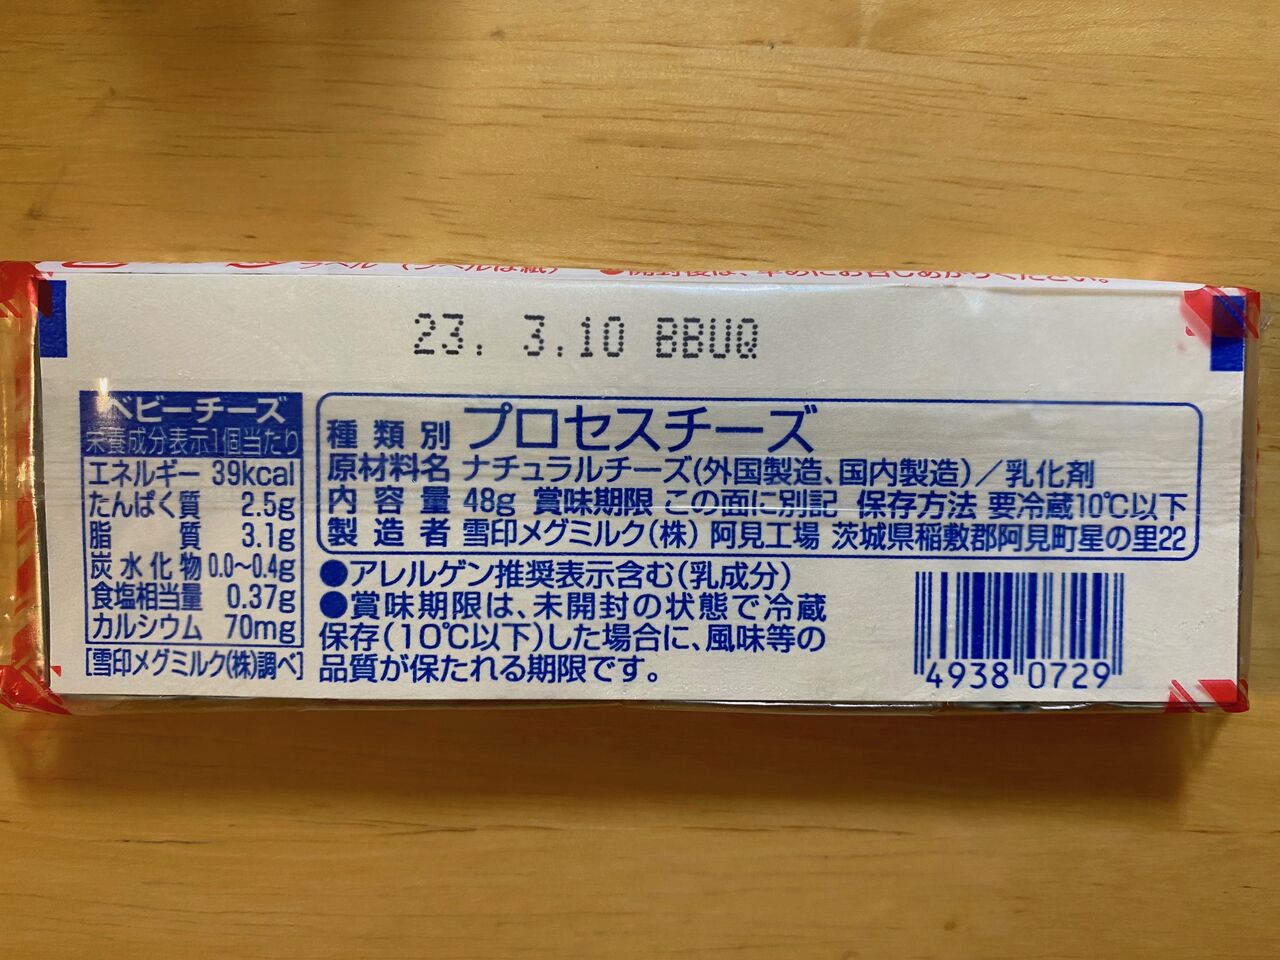 23. 3.10 BBUQ
ベビーチーズ
栄養成分表示1個当たり
エネルギー 39kcal
たんぱく質 2.5g
脂質 3.1g
炭水化物 0.0~0.4g
食塩相当量 0.37g
カルシウム 70mg
[雪印メグミルク(株)調べ]
種類別 プロセスチーズ
原材料名 ナチュラルチーズ(外国製造、国内製造)/乳化剤
内容量 48g 賞味期限 この面に別記 保存方法 要冷蔵10℃以下
製造者 雪印メグミルク(株) 阿見工場 茨城県稲敷郡阿見町星の里22
●アレルゲン推奨表示含む(乳成分)
●賞味期限は、未開封の状態で冷蔵
保存(10℃以下)した場合に、風味等の
品質が保たれる期限です。
4938 0729